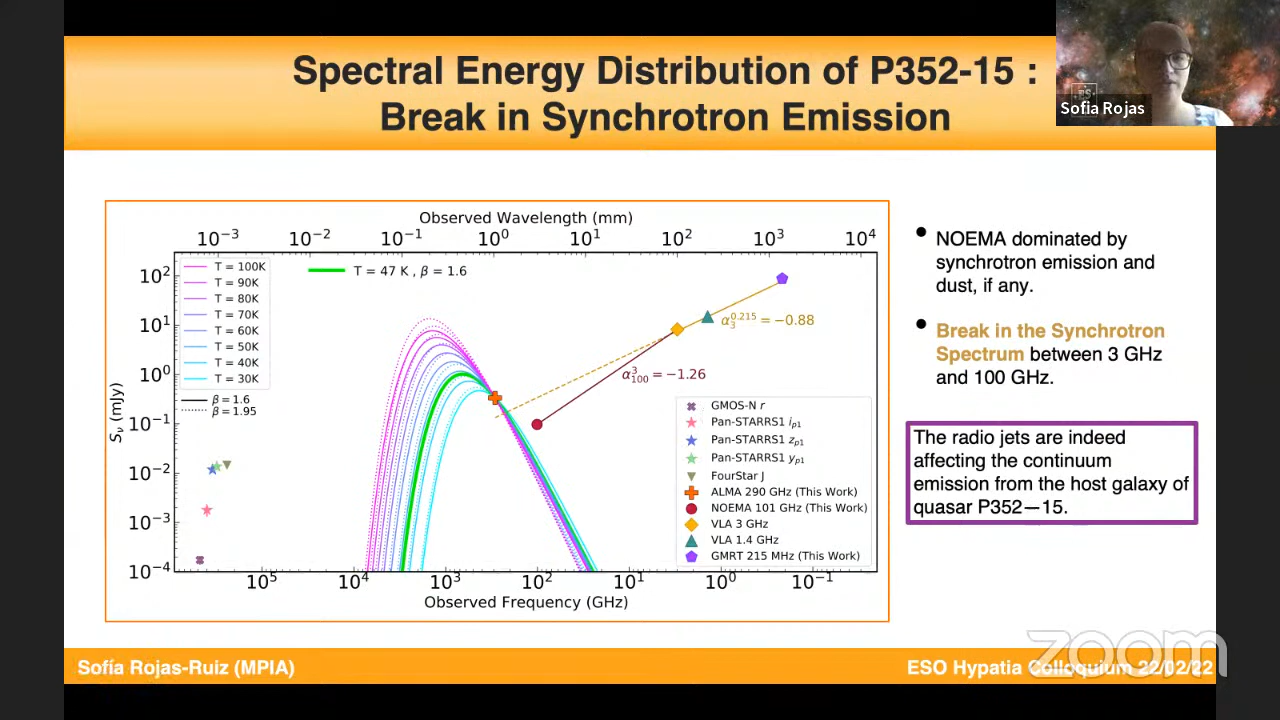 Spectral Energy Distribution of P352-15 :
Break in Synchrotron Emission
Sofia Rojas
Observed Wavelength (mm)
10⁻³ 10⁻² 10⁻¹ 10⁰ 10¹ 10² 10³ 10⁴
T = 100K
T = 90K
T = 80K
T = 70K
T = 60K
T = 50K
T = 40K
T = 30K
β = 1.6
β = 1.95
T = 47 K , β = 1.6
10²
10¹
10⁰
10⁻¹
10⁻²
10⁻³
10⁻⁴
Sν (mJy)
α₃^0.215 = −0.88
α₁₀₀^3 = −1.26
GMOS-N r
Pan-STARRS1 i_p1
Pan-STARRS1 z_p1
Pan-STARRS1 y_p1
FourStar J
ALMA 290 GHz (This Work)
NOEMA 101 GHz (This Work)
VLA 3 GHz
VLA 1.4 GHz
GMRT 215 MHz (This Work)
10⁵ 10⁴ 10³ 10² 10¹ 10⁰ 10⁻¹
Observed Frequency (GHz)
• NOEMA dominated by
synchrotron emission and
dust, if any.
• Break in the Synchrotron
Spectrum between 3 GHz
and 100 GHz.
The radio jets are indeed
affecting the continuum
emission from the host galaxy of
quasar P352—15.
Sofía Rojas-Ruiz (MPIA)
ESO Hypatia Colloquium 22/02/22
zoom